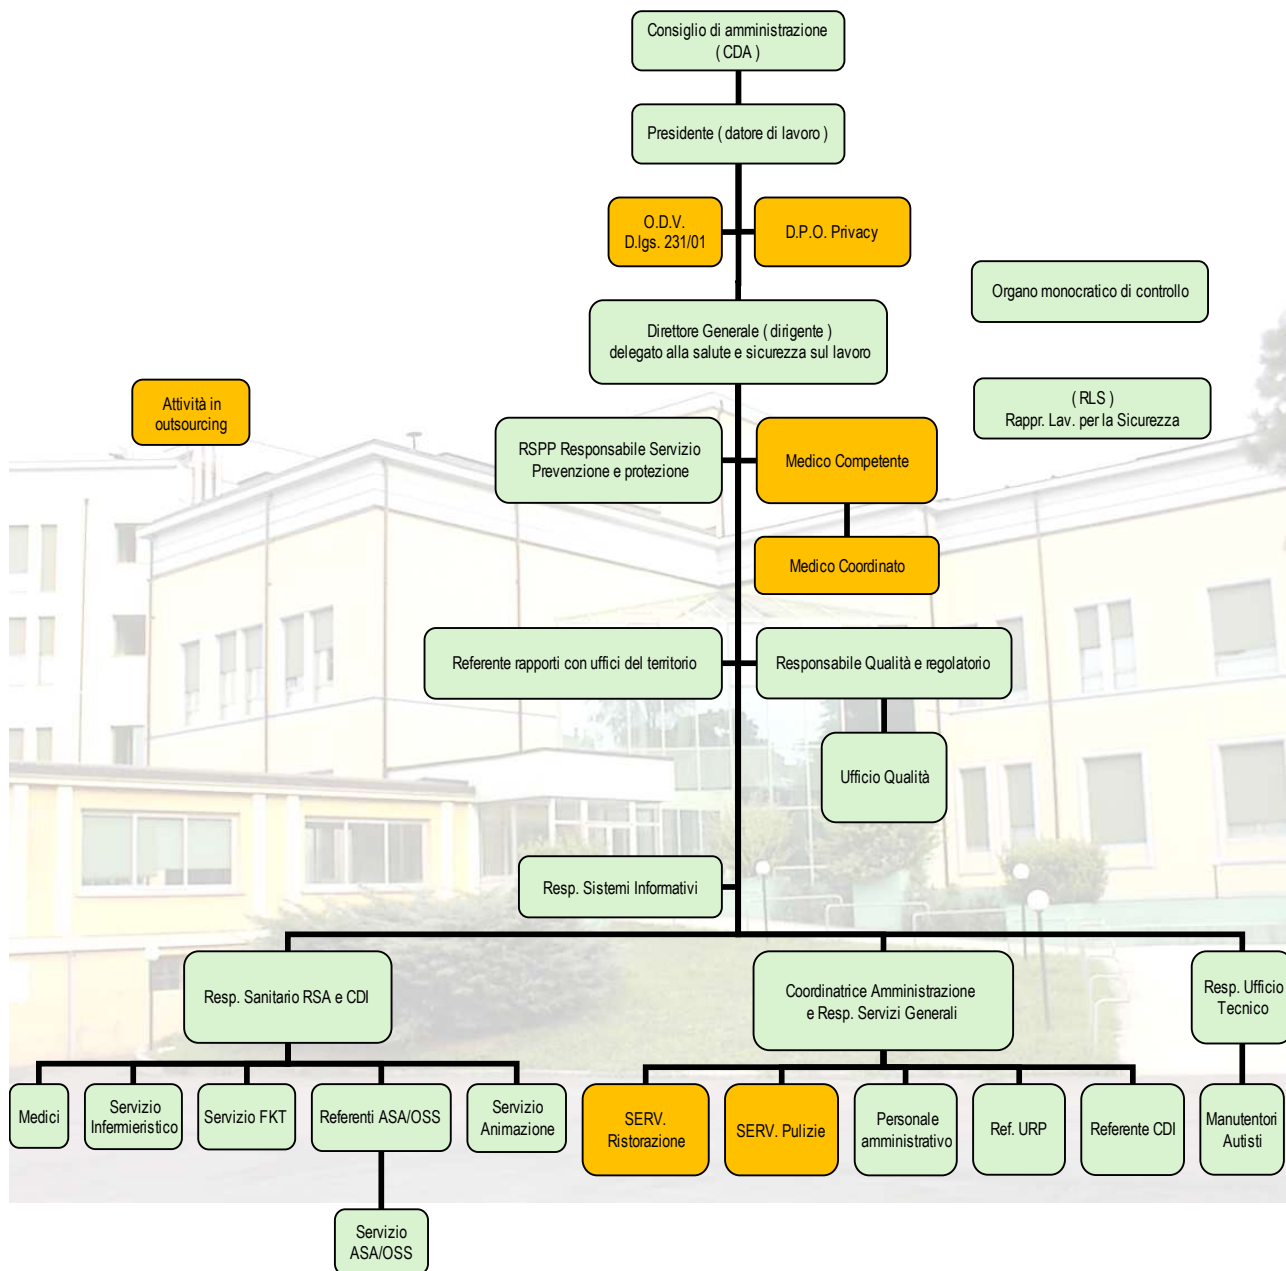 Consiglio di amministrazione
( CDA )
Presidente ( datore di lavoro )
O.D.V.
D.lgs. 231/01
D.P.O. Privacy
Organo monocratico di controllo
Direttore Generale ( dirigente )
delegato alla salute e sicurezza sul lavoro
Attività in
outsourcing
( RLS )
Rappr. Lav. per la Sicurezza
RSPP Responsabile Servizio
Prevenzione e protezione
Medico Competente
Medico Coordinato
Referente rapporti con uffici del territorio
Responsabile Qualità e regolatorio
Ufficio Qualità
Resp. Sistemi Informativi
Resp. Sanitario RSA e CDI
Coordinatrice Amministrazione
e Resp. Servizi Generali
Resp. Ufficio
Tecnico
Medici
Servizio
Infermieristico
Servizio FKT
Referenti ASA/OSS
Servizio
Animazione
SERV.
Ristorazione
SERV. Pulizie
Personale
amministrativo
Ref. URP
Referente CDI
Manutentori
Autisti
Servizio
ASA/OSS